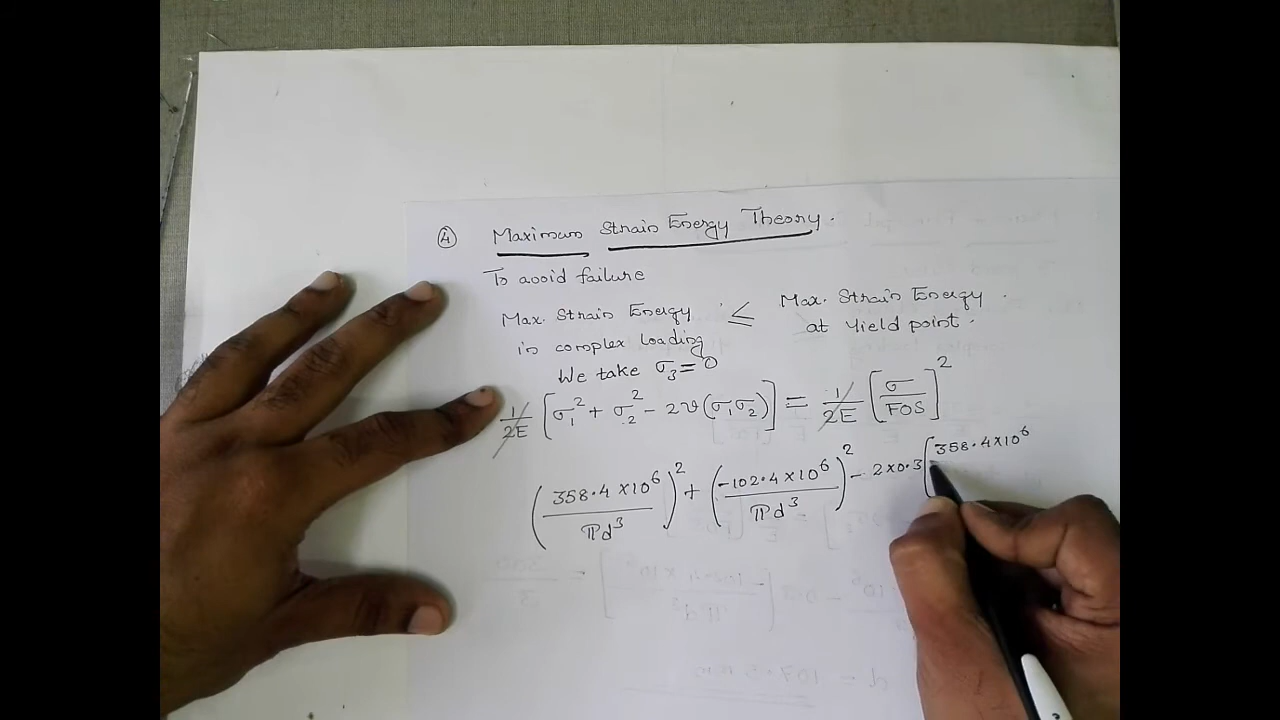 ④ Maximum Strain Energy Theory.
To avoid failure
Max. Strain Energy ≤ Max. Strain Energy.
in complex loading at yield point.
We take σ₃ = 0
1/2E [σ₁² + σ₂² - 2ν(σ₁σ₂)] = 1/2E [σ/FOS]²
(358.4 × 10⁶/πd³)² + (-102.4 × 10⁶/πd³)² - 2×0.3 [358.4×10⁶